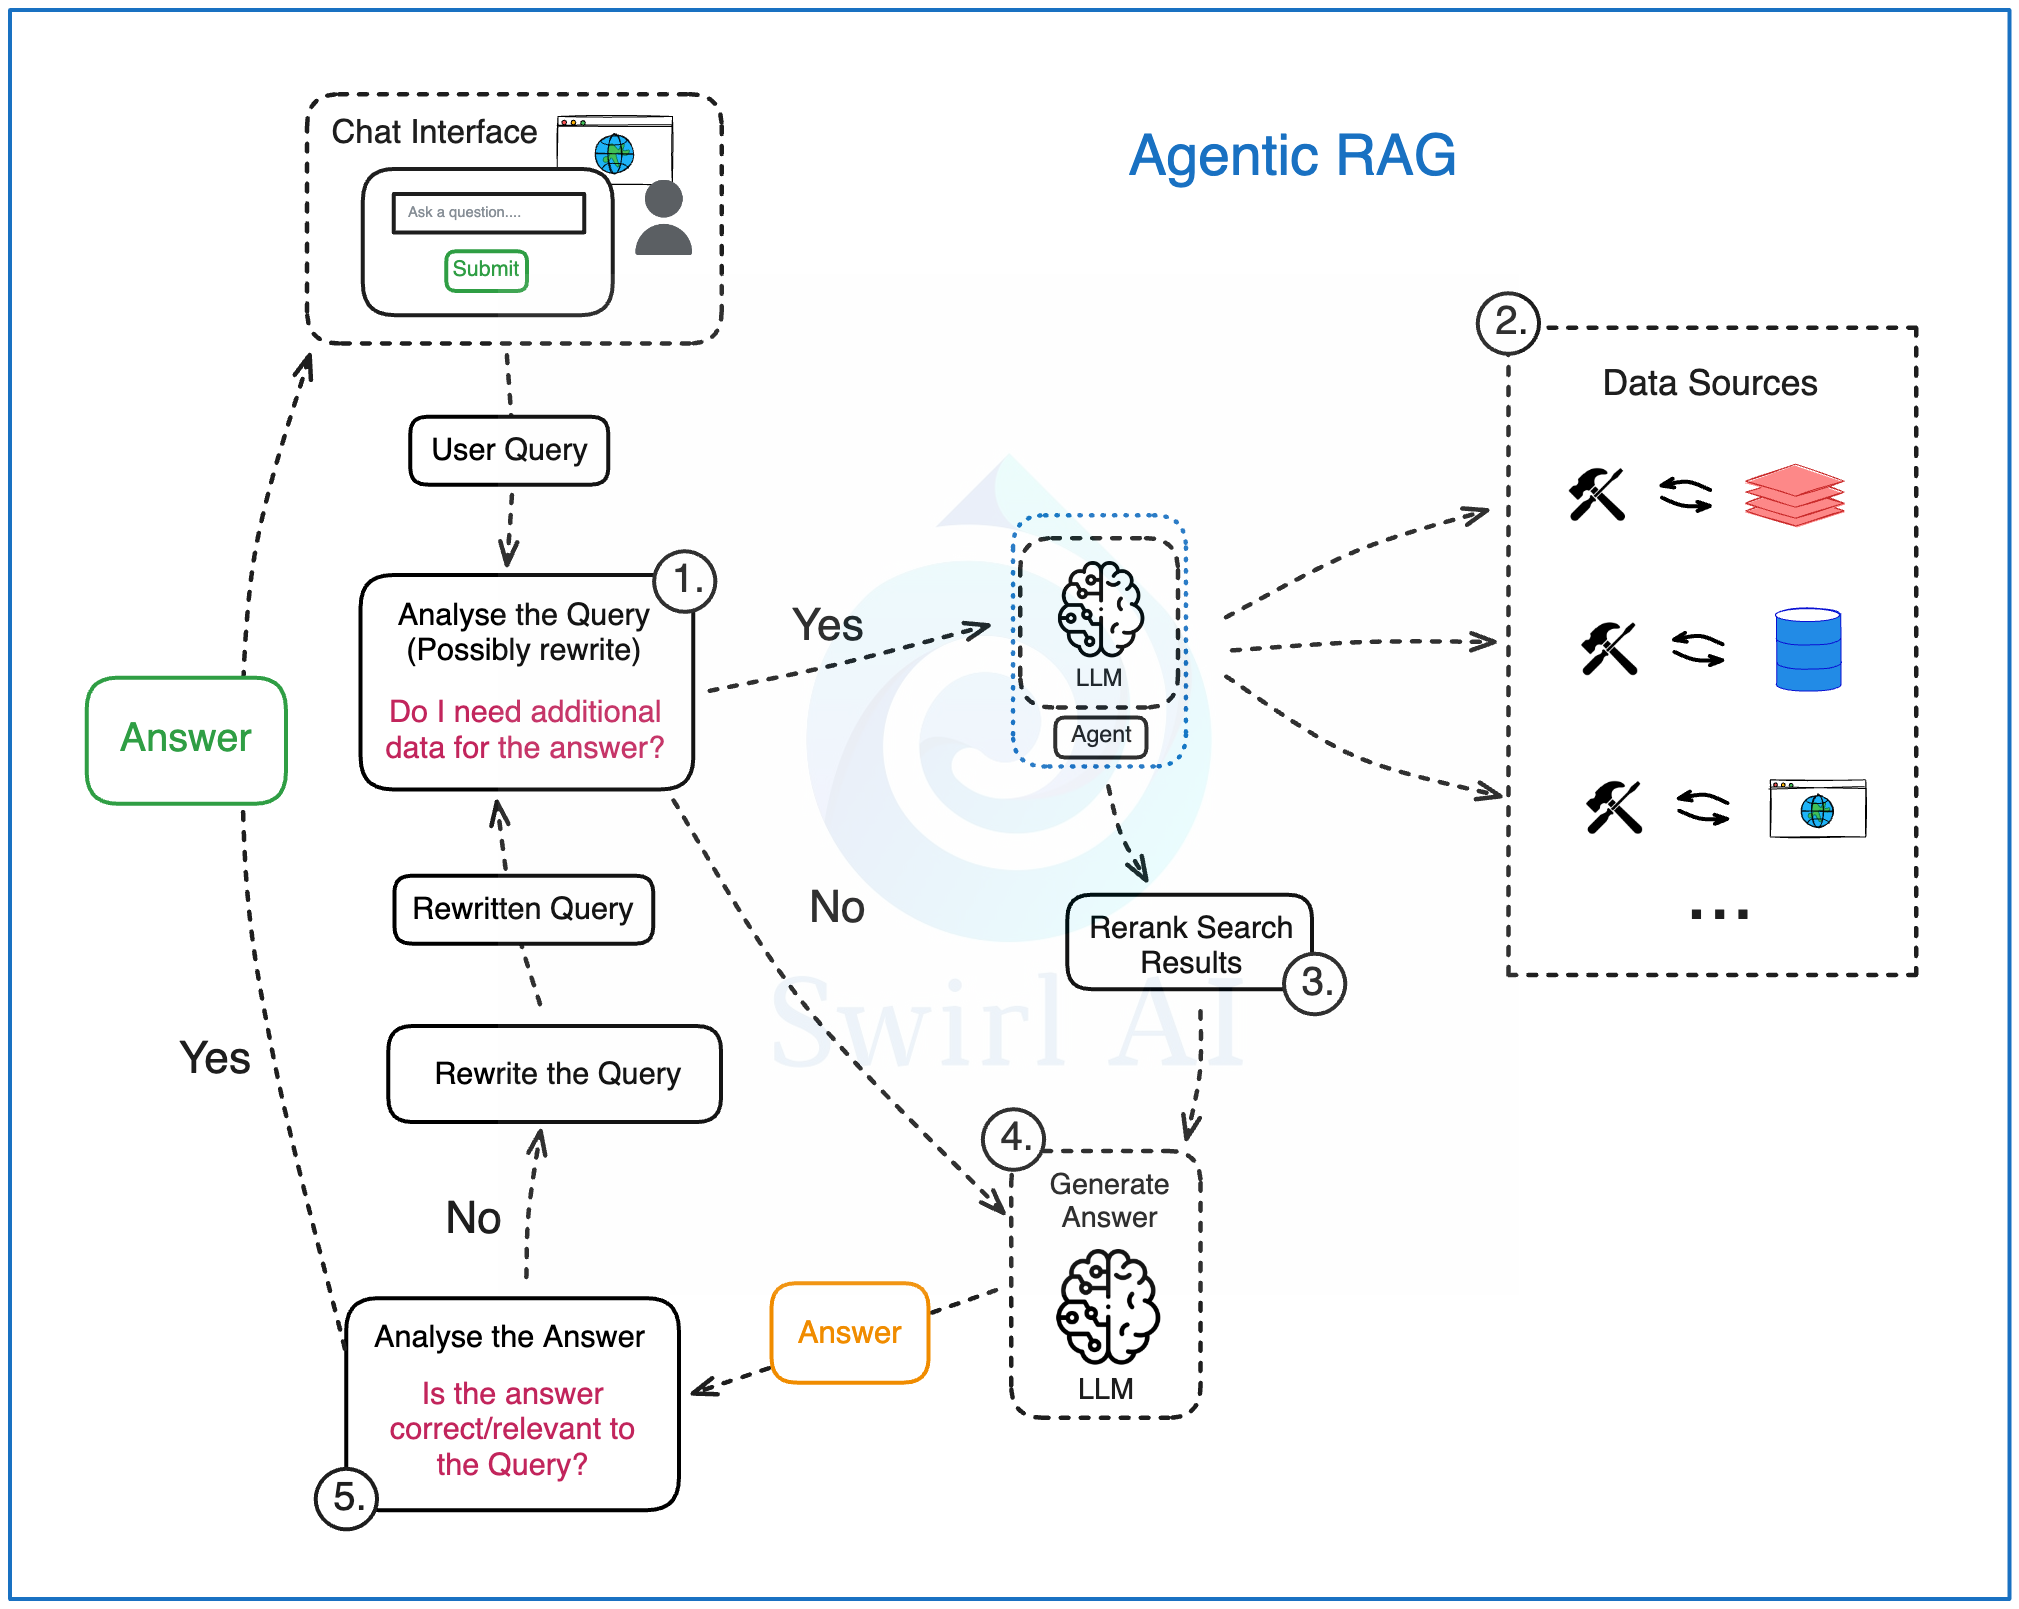 Agentic RAG
Chat Interface
Ask a question....
Submit
User Query
1.
Analyse the Query
(Possibly rewrite)
Do I need additional
data for the answer?
Yes
LLM
Agent
2.
Data Sources
...
No
Rerank Search
Results
3.
Swirl AI
4.
Generate
Answer
LLM
Answer
Analyse the Answer
Is the answer
correct/relevant to
the Query?
5.
No
Rewrite the Query
Rewritten Query
Yes
Answer